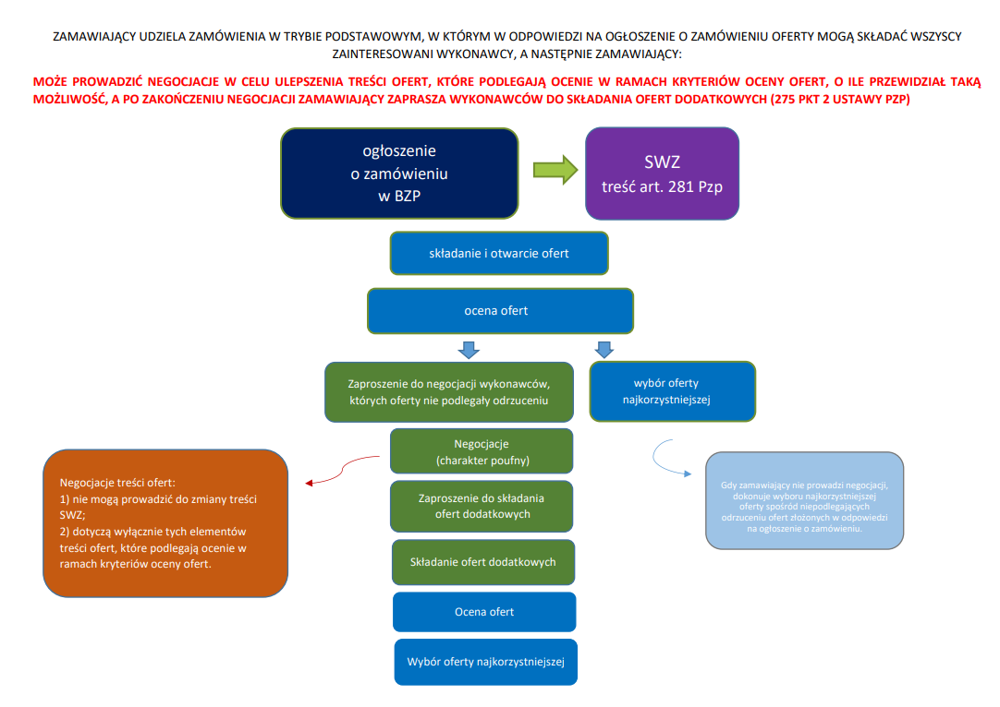 ZAMAWIAJĄCY UDZIELA ZAMÓWIENIA W TRYBIE PODSTAWOWYM, W KTÓRYM W ODPOWIEDZI NA OGŁOSZENIE O ZAMÓWIENIU OFERTY MOGĄ SKŁADAĆ WSZYSCY
ZAINTERESOWANI WYKONAWCY, A NASTĘPNIE ZAMAWIAJĄCY:
MOŻE PROWADZIĆ NEGOCJACJE W CELU ULEPSZENIA TREŚCI OFERT, KTÓRE PODLEGAJĄ OCENIE W RAMACH KRYTERIÓW OCENY OFERT, O ILE PRZEWIDZIAŁ TAKĄ
MOŻLIWOŚĆ, A PO ZAKOŃCZENIU NEGOCJACJI ZAMAWIAJĄCY ZAPRASZA WYKONAWCÓW DO SKŁADANIA OFERT DODATKOWYCH (275 PKT 2 USTAWY PZP)
ogłoszenie
o zamówieniu
w BZP
SWZ
treść art. 281 Pzp
składanie i otwarcie ofert
ocena ofert
Zaproszenie do negocjacji wykonawców,
których oferty nie podlegały odrzuceniu
wybór oferty
najkorzystniejszej
Negocjacje
(charakter poufny)
Negocjacje treści ofert:
1) nie mogą prowadzić do zmiany treści
SWZ;
2) dotyczą wyłącznie tych elementów
treści ofert, które podlegają ocenie w
ramach kryteriów oceny ofert.
Gdy zamawiający nie prowadzi negocjacji,
dokonuje wyboru najkorzystniejszej
oferty spośród niepodlegających
odrzuceniu ofert złożonych w odpowiedzi
na ogłoszenie o zamówieniu.
Zaproszenie do składania
ofert dodatkowych
Składanie ofert dodatkowych
Ocena ofert
Wybór oferty najkorzystniejszej